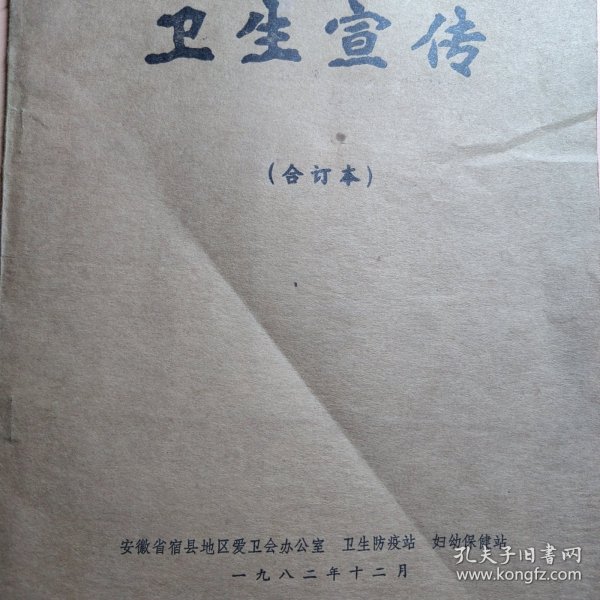 卫生宣传
(合订本)
安徽省宿县地区爱卫会办公室 卫生防疫站 妇幼保健站
一九八二年十二月
孔夫子旧书网
www.kongfz.com